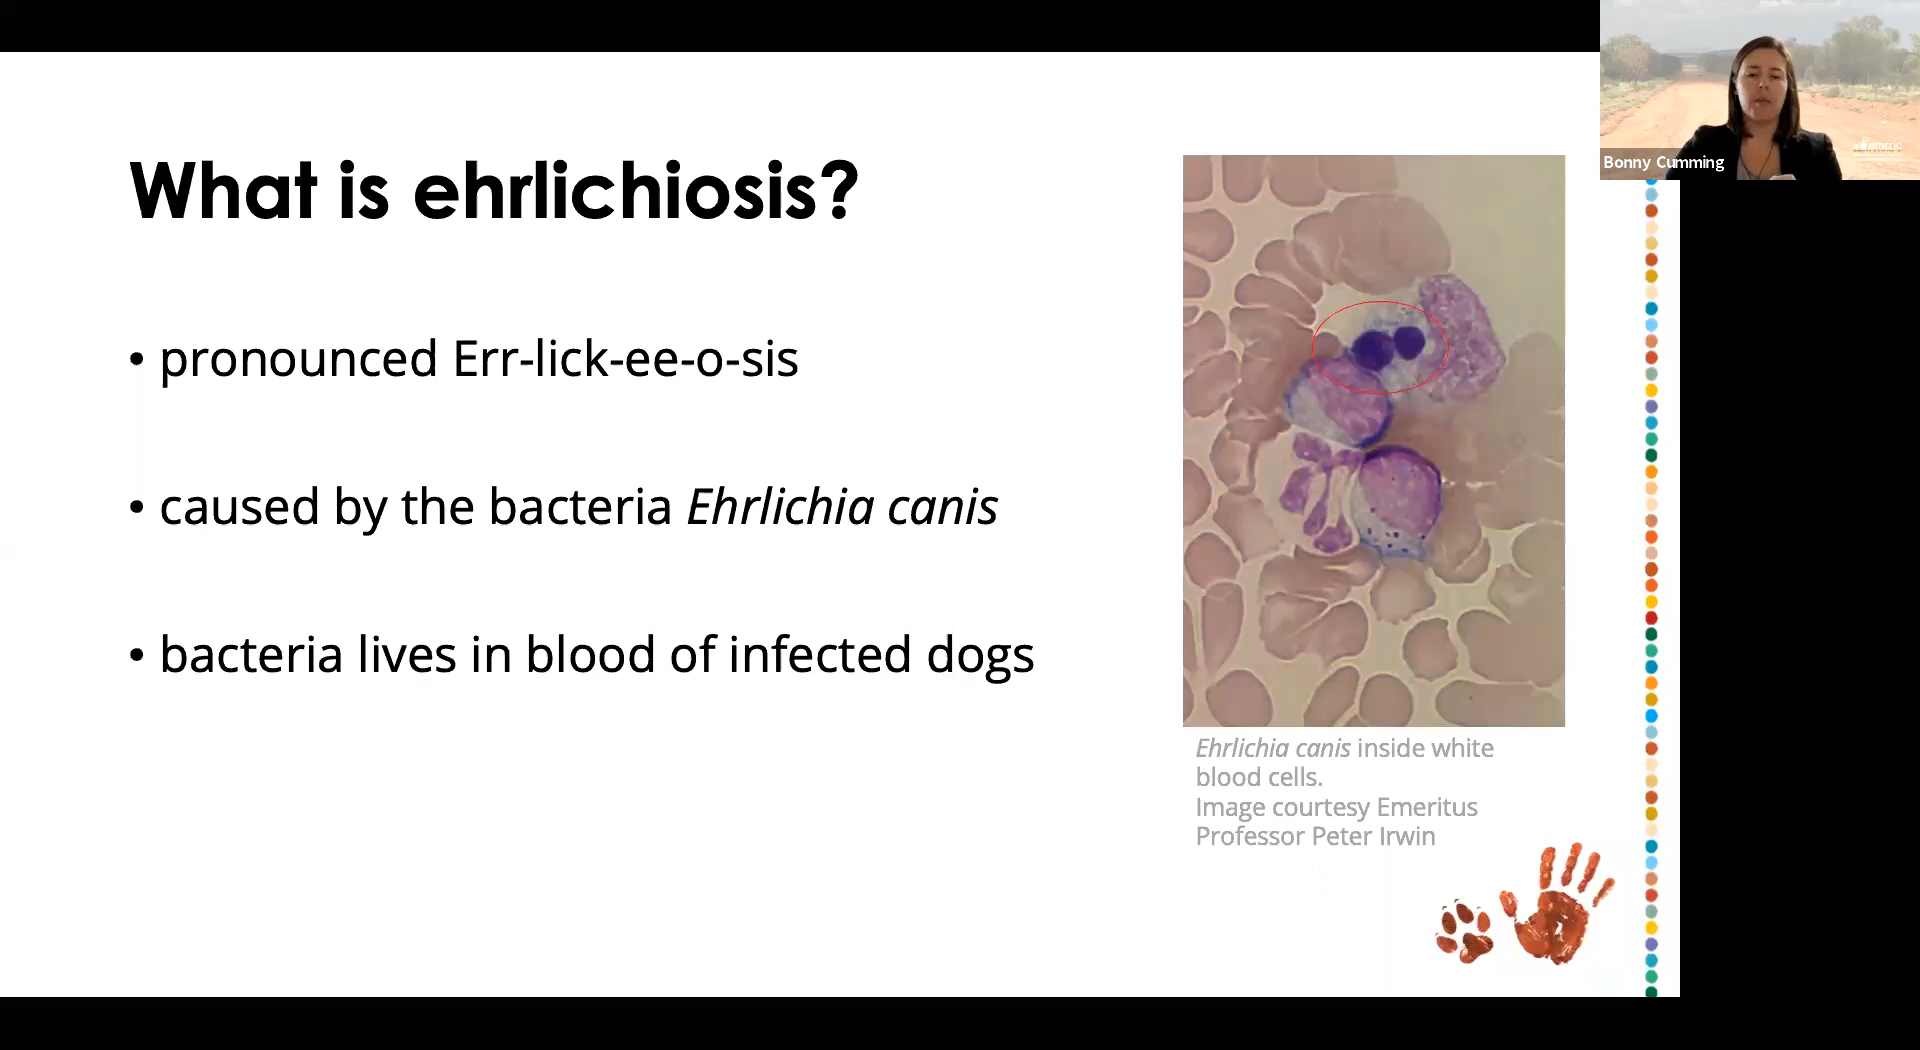 What is ehrlichiosis?
• pronounced Err-lick-ee-o-sis
• caused by the bacteria Ehrlichia canis
• bacteria lives in blood of infected dogs
Ehrlichia canis inside white
blood cells.
Image courtesy Emeritus
Professor Peter Irwin
Bonny Cumming